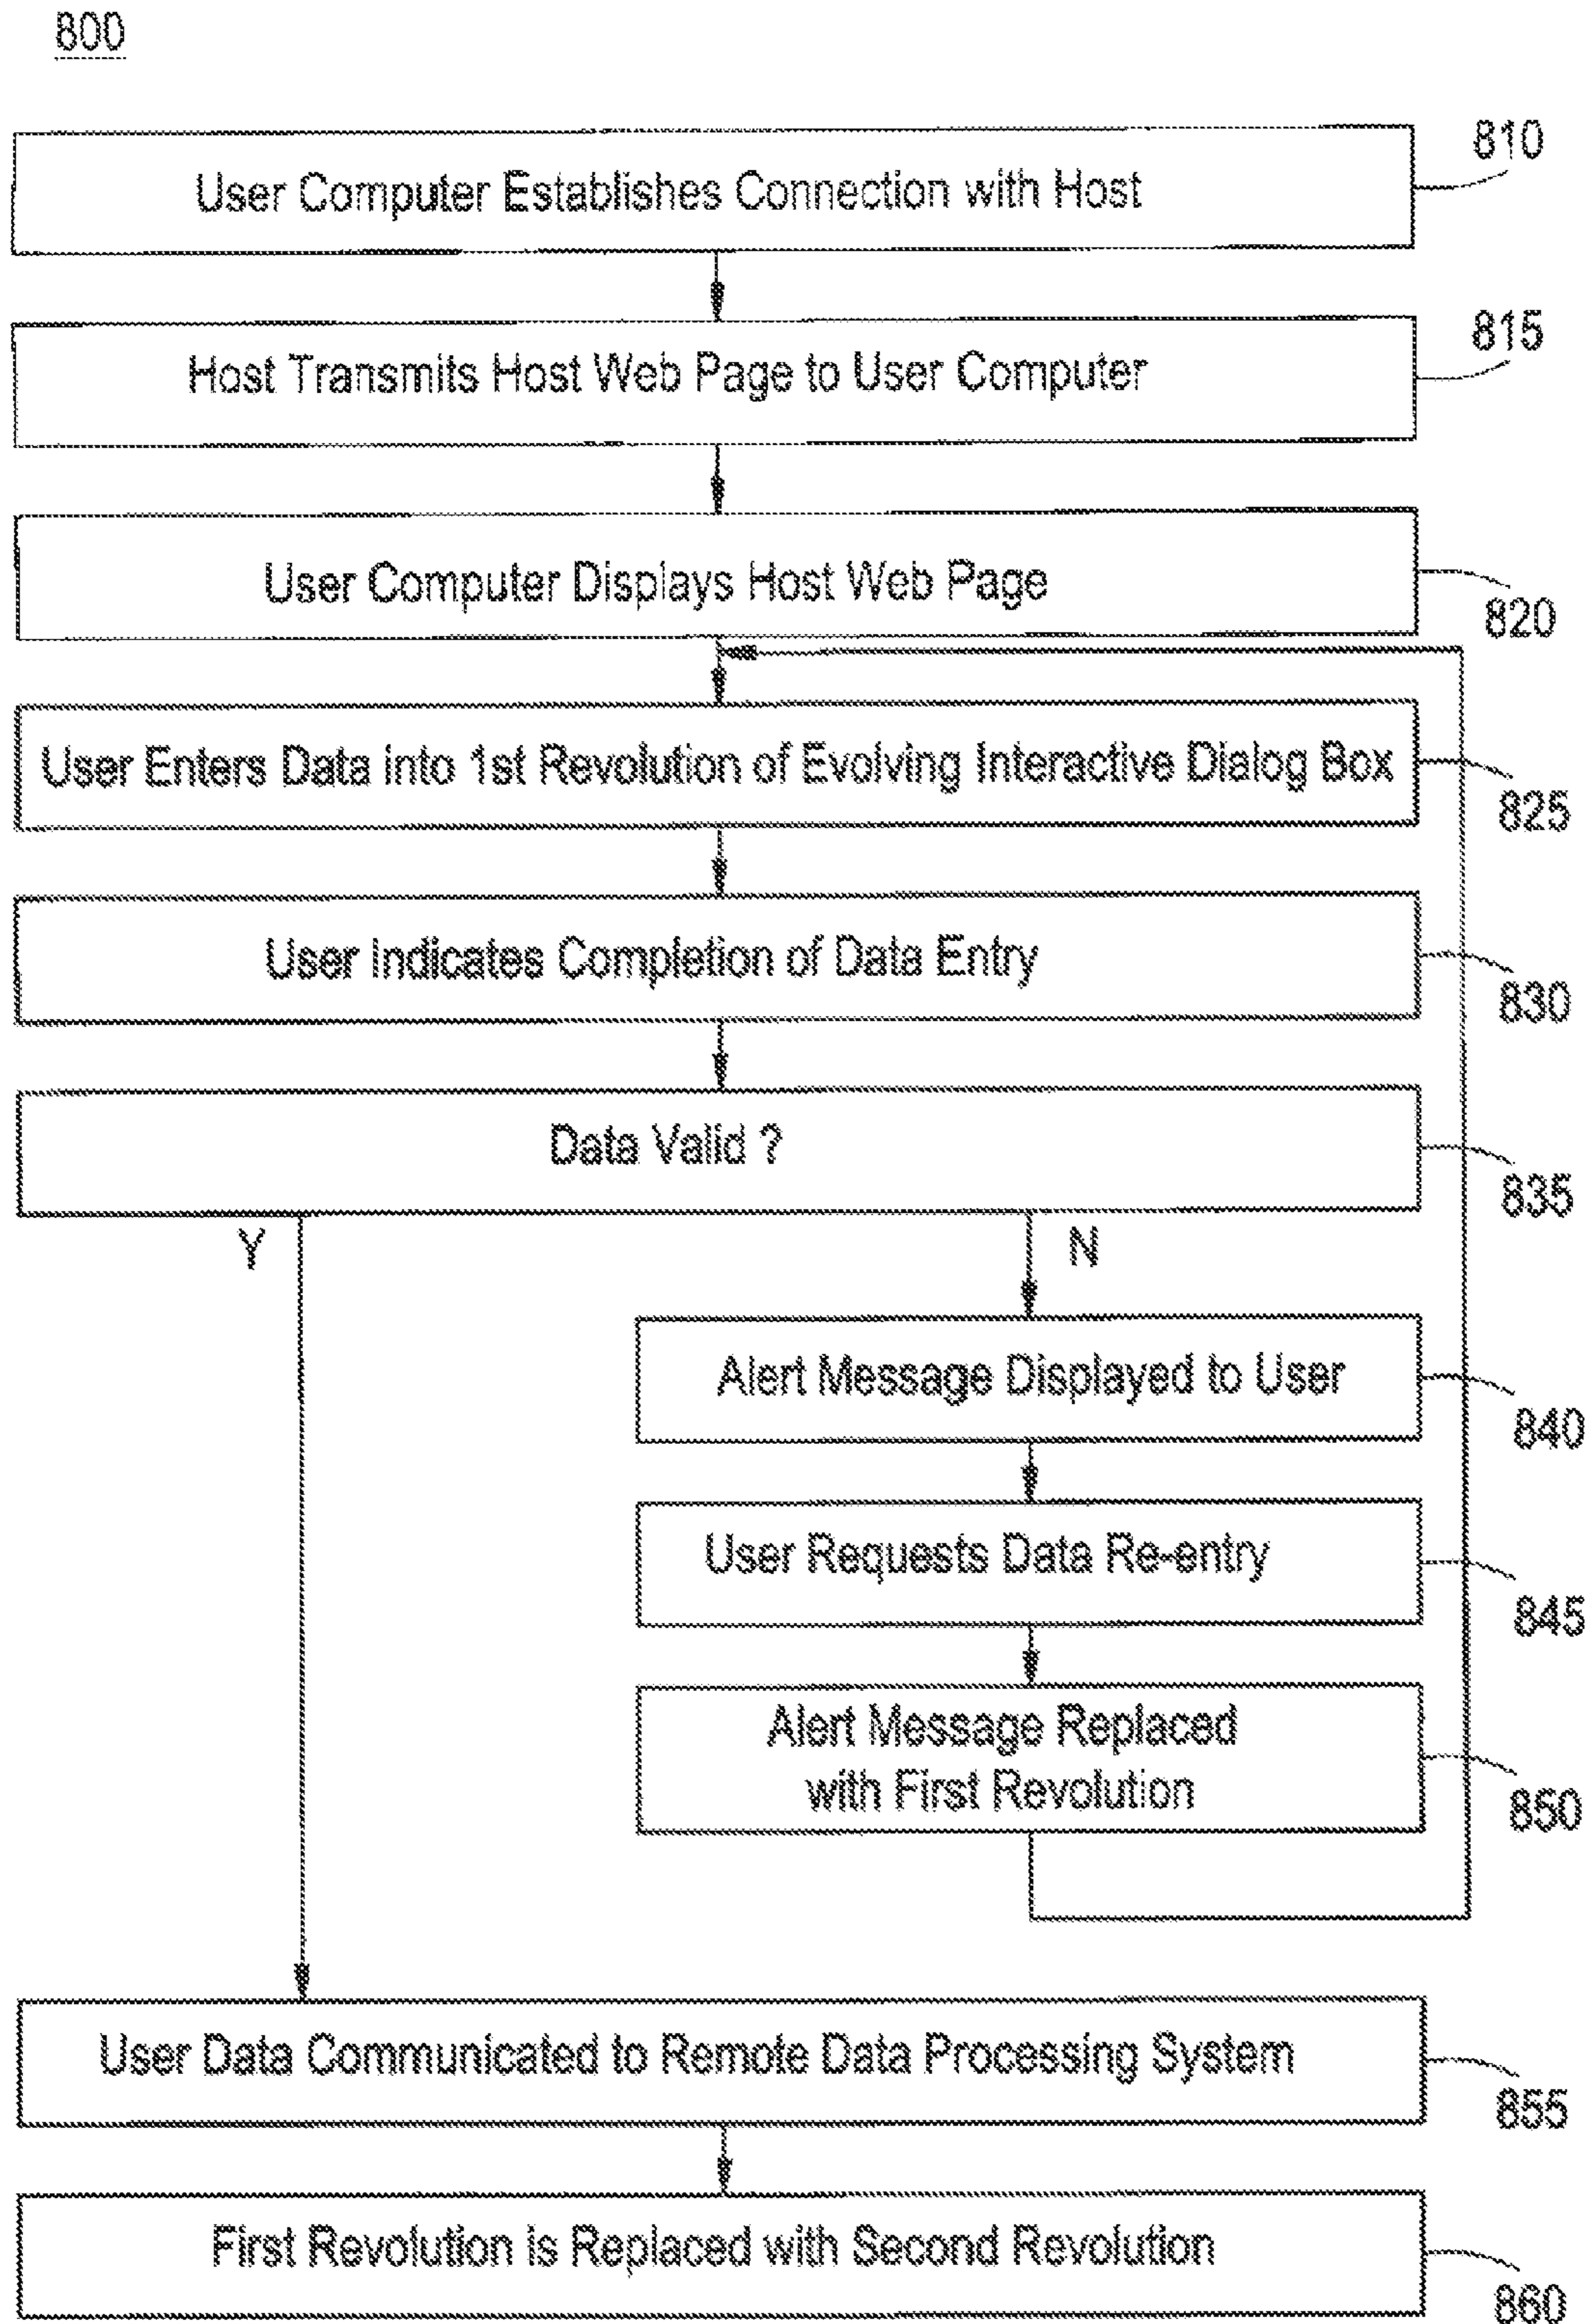 800
User Computer Establishes Connection with Host
810
Host Transmits Host Web Page to User Computer
815
User Computer Displays Host Web Page
820
User Enters Data into 1st Revolution of Evolving Interactive Dialog Box
825
User Indicates Completion of Data Entry
830
Data Valid ?
835
Y
N
Alert Message Displayed to User
840
User Requests Data Re-entry
845
Alert Message Replaced
with First Revolution
850
User Data Communicated to Remote Data Processing System
855
First Revolution is Replaced with Second Revolution
860